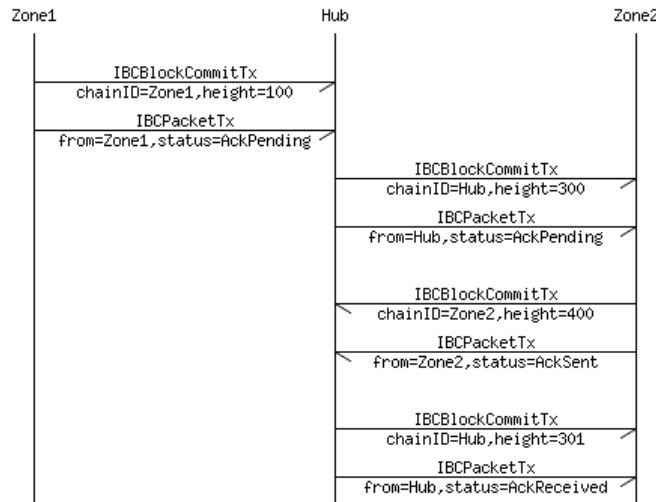 Zone1 Hub Zone2
IBCBlockCommitTx
chainID=Zone1,height=100
IBCPacketTx
from=Zone1,status=AckPending
IBCBlockCommitTx
chainID=Hub,height=300
IBCPacketTx
from=Hub,status=AckPending
IBCBlockCommitTx
chainID=Zone2,height=400
IBCPacketTx
from=Zone2,status=AckSent
IBCBlockCommitTx
chainID=Hub,height=301
IBCPacketTx
from=Hub,status=AckReceived